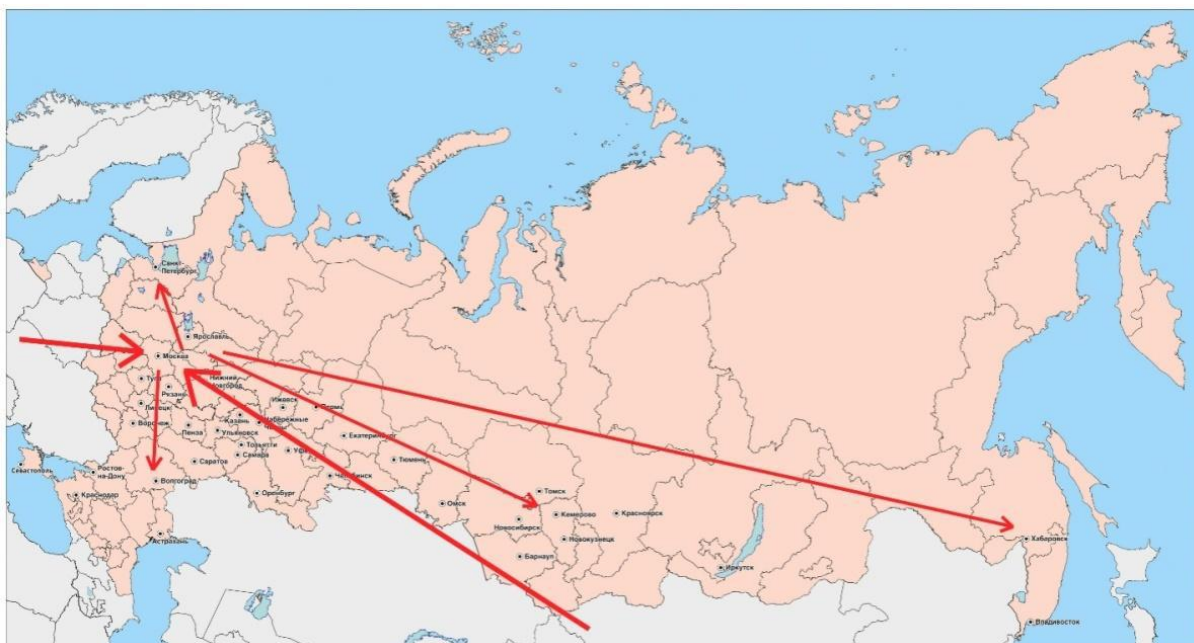 Санкт-
Петербург
Ярославль
Москва
Тула
Нижний
Новгород
Рязань
Липецк
Ижевск
Пермь
Казань
Набережные
Воронеж
Пенза
Ульяновск
Екатеринбург
Тольятти
Самара
Уфа
Тюмень
Севастополь
Ростов-
на-Дону
Саратов
Челябинск
Волгоград
Оренбург
Краснодар
Омск
Томск
Новосибирск
Кемерово
Красноярск
Астрахань
Новокузнецк
Барнаул
Иркутск
Хабаровск
Владивосток